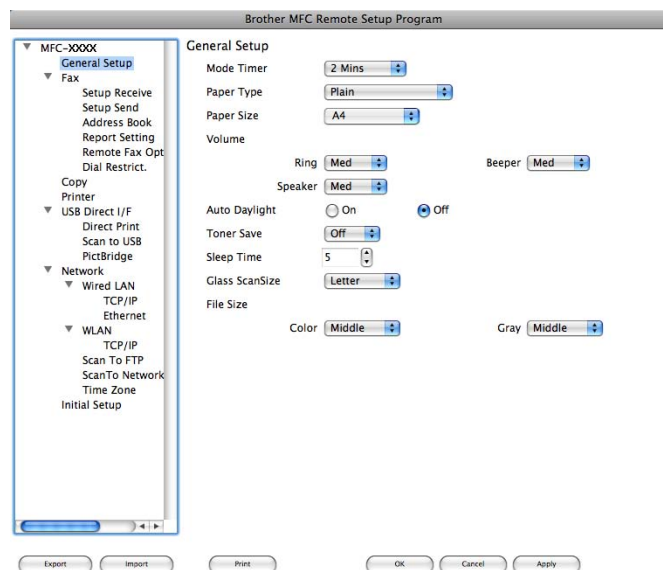 Brother MFC Remote Setup Program
MFC-XXXX
General Setup
Fax
Setup Receive
Setup Send
Address Book
Report Setting
Remote Fax Opt
Dial Restrict.
Copy
Printer
USB Direct I/F
Direct Print
Scan to USB
PictBridge
Network
Wired LAN
TCP/IP
Ethernet
WLAN
TCP/IP
Scan To FTP
ScanTo Network
Time Zone
Initial Setup
General Setup
Mode Timer 2 Mins
Paper Type Plain
Paper Size A4
Volume
Ring Med Beeper Med
Speaker Med
Auto Daylight On Off
Toner Save Off
Sleep Time 5
Glass ScanSize Letter
File Size
Color Middle Gray Middle
Export Import Print OK Cancel Apply